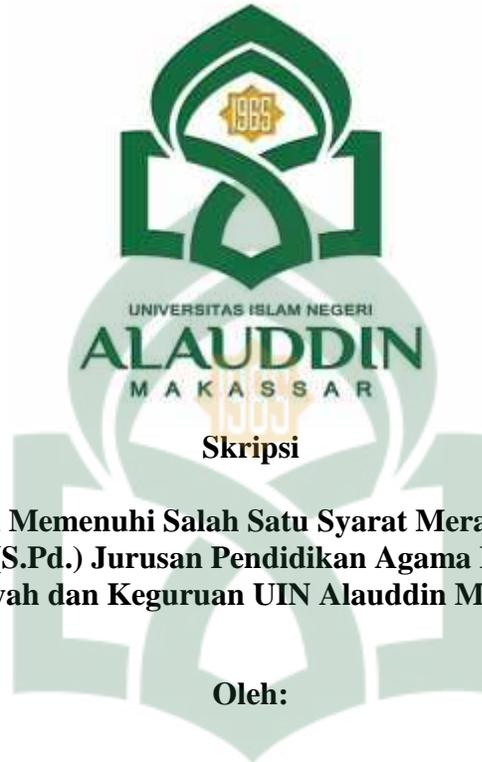 1965
UNIVERSITAS ISLAM NEGERI
ALAUDDIN
MAKASSAR
1965
Skripsi
Memenuhi Salah Satu Syarat Mera
(S.Pd.) Jurusan Pendidikan Agama
yah dan Keguruan UIN Alauddin M
Oleh: